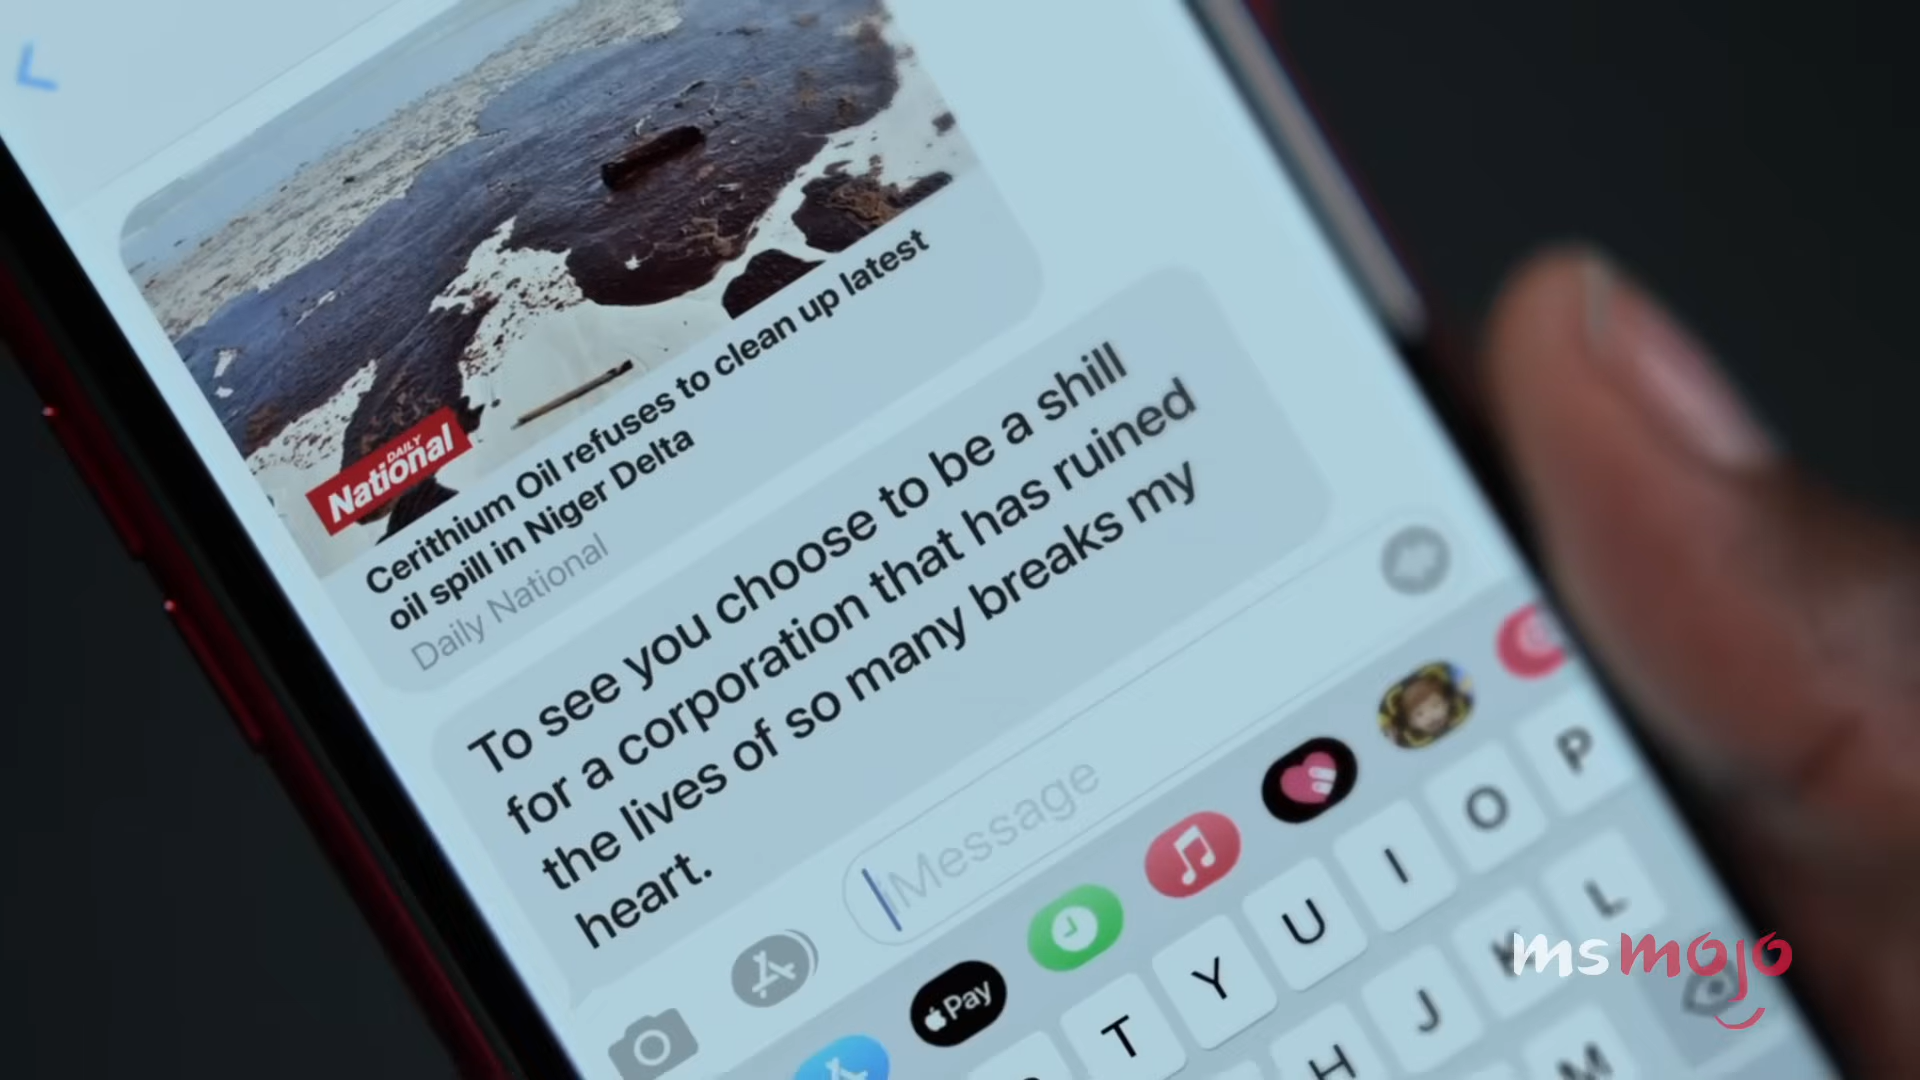 DAILY
National
Cerithium Oil refuses to clean up latest
oil spill in Niger Delta
Daily National
To see you choose to be a shill
for a corporation that has ruined
the lives of so many breaks my
heart.
Message
Pay
T Y U I O P
H J K L
M
msmojo